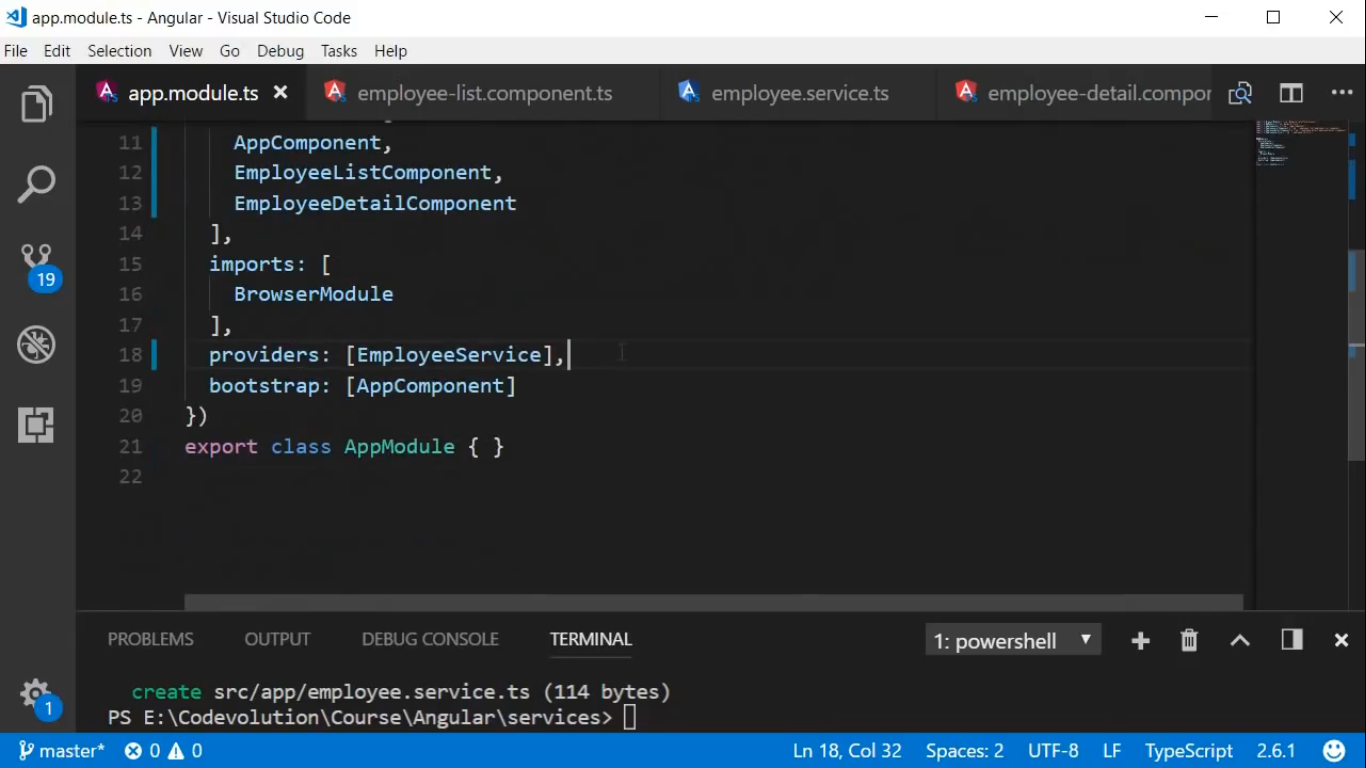 app.module.ts - Angular - Visual Studio Code
File Edit Selection View Go Debug Tasks Help
app.module.ts employee-list.component.ts employee.service.ts employee-detail.compor
11 AppComponent,
12 EmployeeListComponent,
13 EmployeeDetailComponent
14 ],
15 imports: [
16 BrowserModule
17 ],
18 providers: [EmployeeService],
19 bootstrap: [AppComponent]
20 })
21 export class AppModule { }
22
19
1
PROBLEMS OUTPUT DEBUG CONSOLE TERMINAL 1: powershell
create src/app/employee.service.ts (114 bytes)
PS E:\Codevolution\Course\Angular\services>
master* 0 0 Ln 18, Col 32 Spaces: 2 UTF-8 LF TypeScript 2.6.1